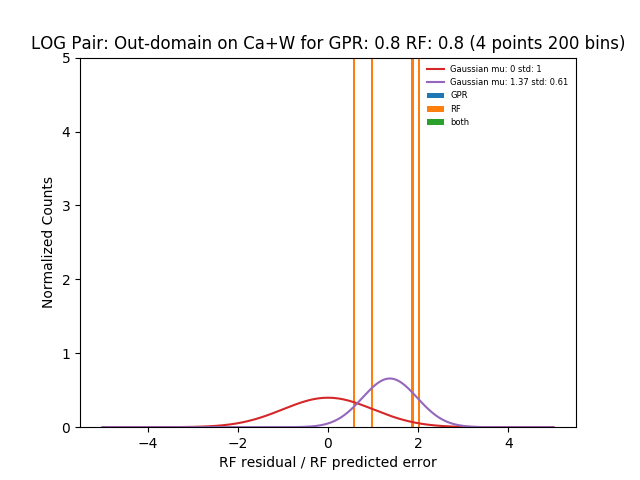 LOG Pair: Out-domain on Ca+W for GPR: 0.8 RF: 0.8 (4 points 200 bins)
Gaussian mu: 0 std: 1
Gaussian mu: 1.37 std: 0.61
GPR
RF
both
Normalized Counts
5
4
3
2
1
0
−4
−2
0
2
4
RF residual / RF predicted error